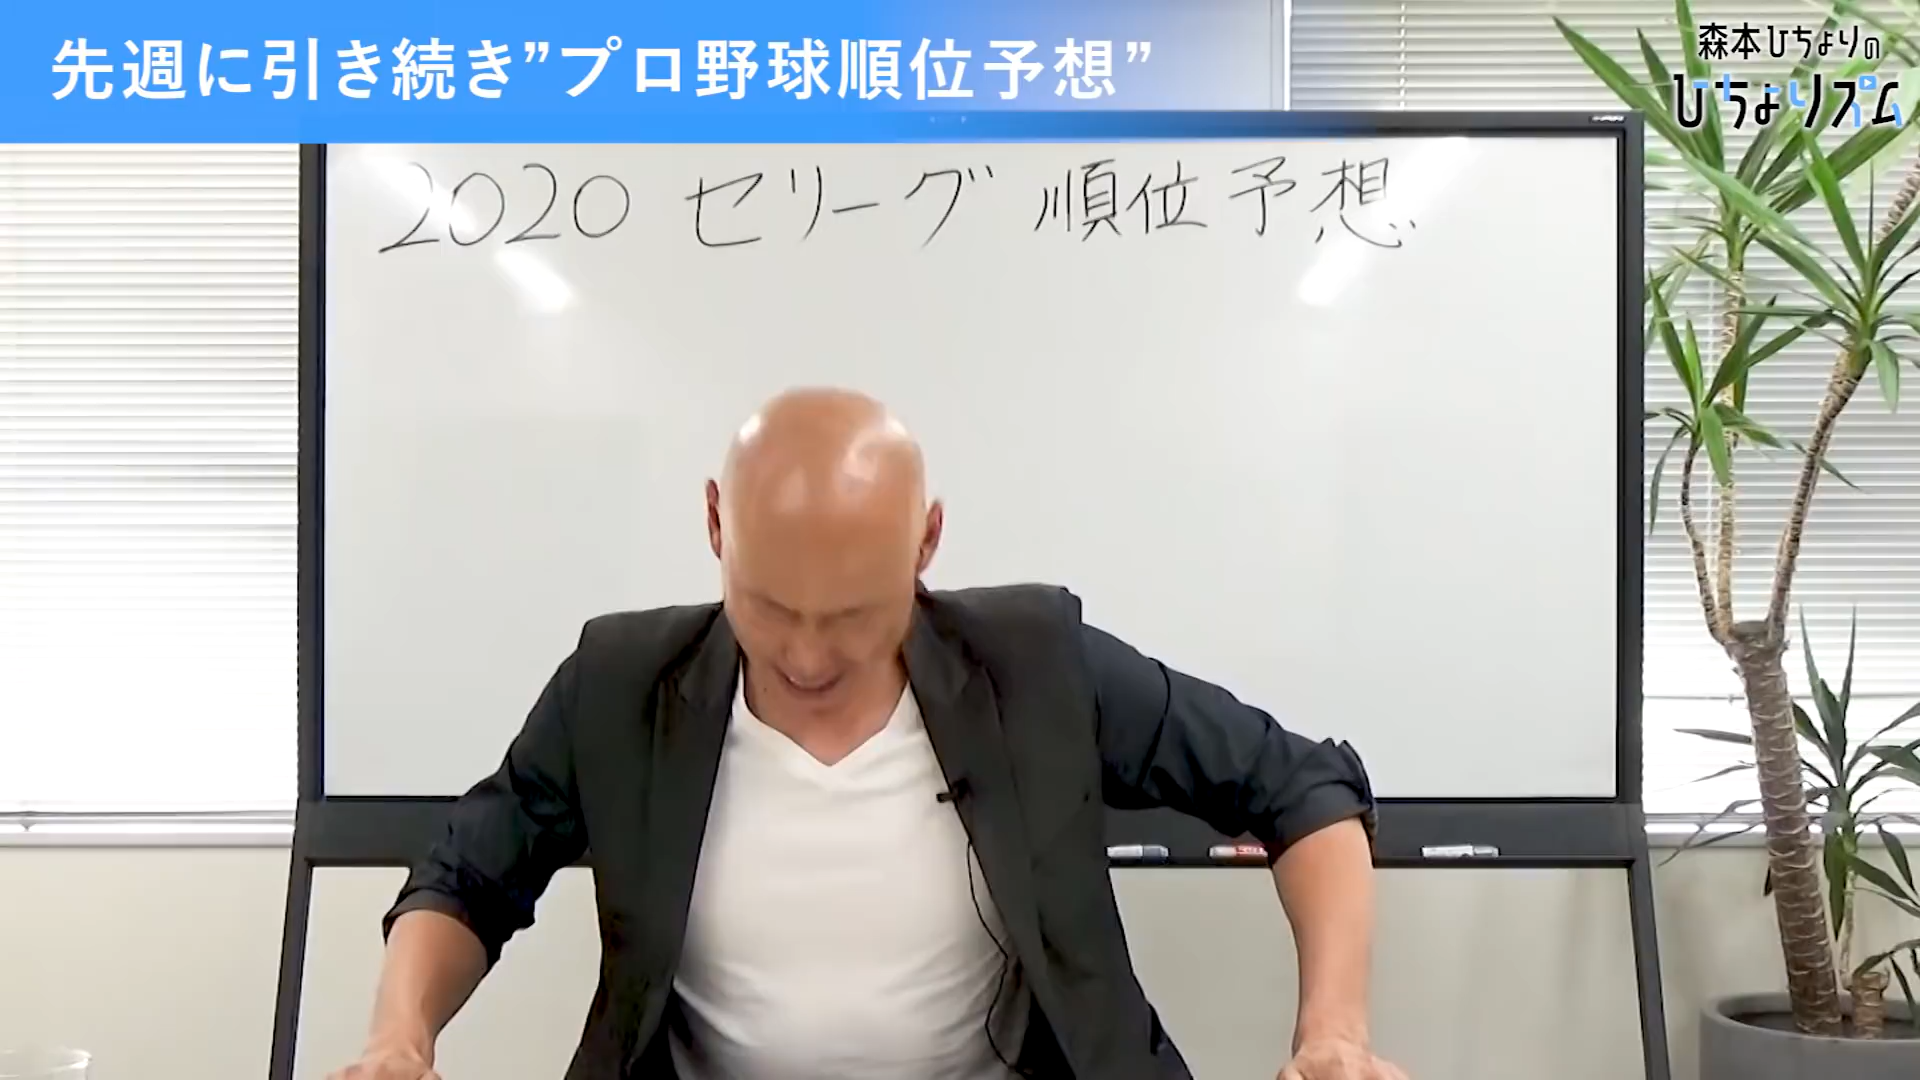 先週に引き続き”プロ野球順位予想”
森本ひちょりの
ひちょリズム
2020 セリーグ 順位予想